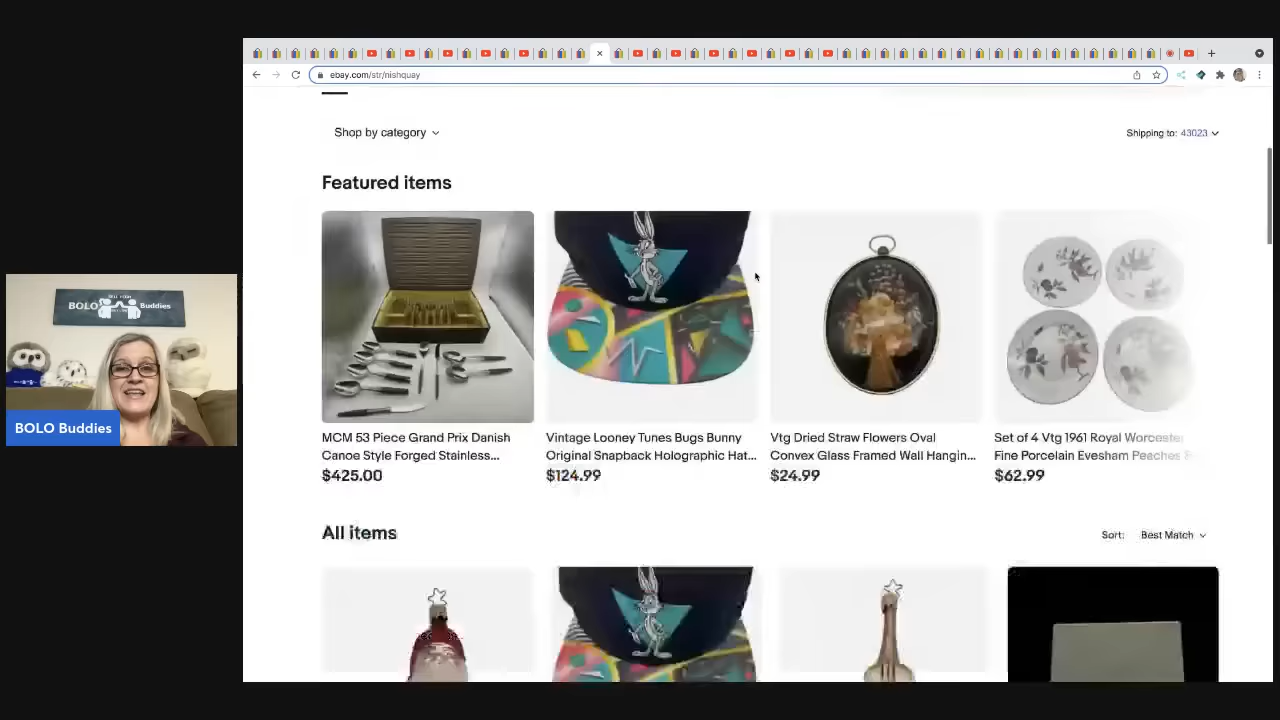 ebay.com/str/nishquay
Shop by category
Shipping to: 43023
Featured items
MCM 53 Piece Grand Prix Danish
Canoe Style Forged Stainless...
$425.00
Vintage Looney Tunes Bugs Bunny
Original Snapback Holographic Hat...
$124.99
Vtg Dried Straw Flowers Oval
Convex Glass Framed Wall Hangin...
$24.99
Set of 4 Vtg 1961 Royal Worcester
Fine Porcelain Evesham Peaches
$62.99
All items
Sort: Best Match
BOLO Buddies
BOLO Buddies